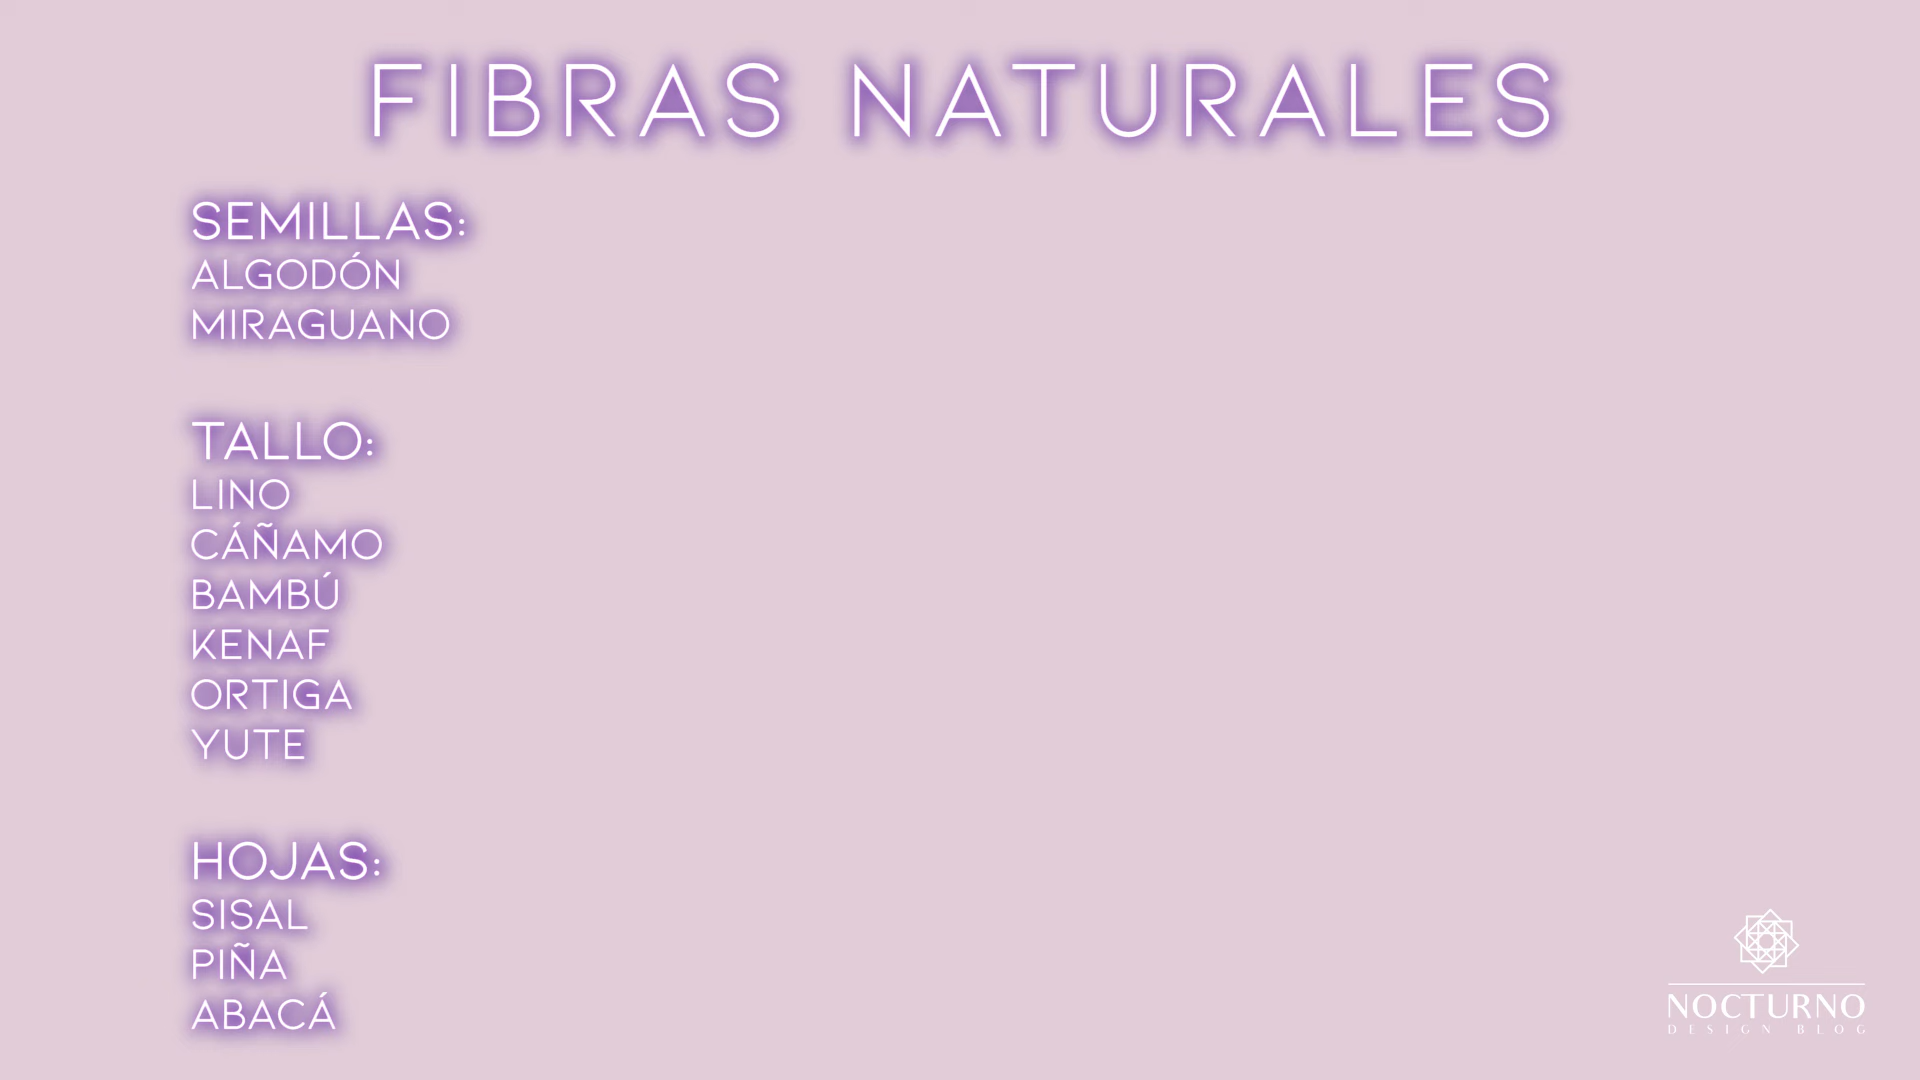 FIBRAS NATURALES
SEMILLAS:
ALGODÓN
MIRAGUANO
TALLO:
LINO
CÁÑAMO
BAMBÚ
KENAF
ORTIGA
YUTE
HOJAS:
SISAL
PIÑA
ABACÁ
NOCTURNO
DESIGN BLOG